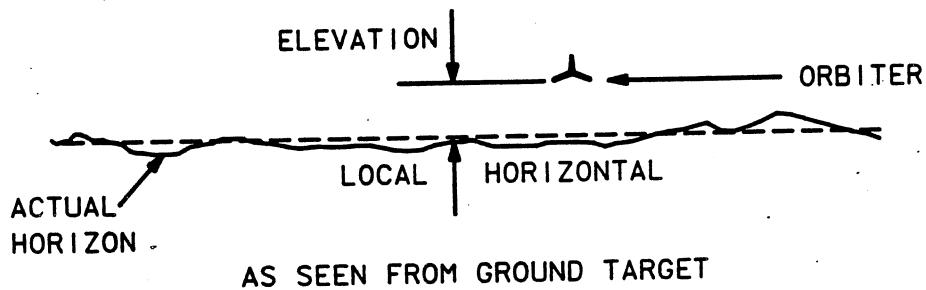 ELEVATION
ORBITER
LOCAL HORIZONTAL
ACTUAL
HORIZON
AS SEEN FROM GROUND TARGET